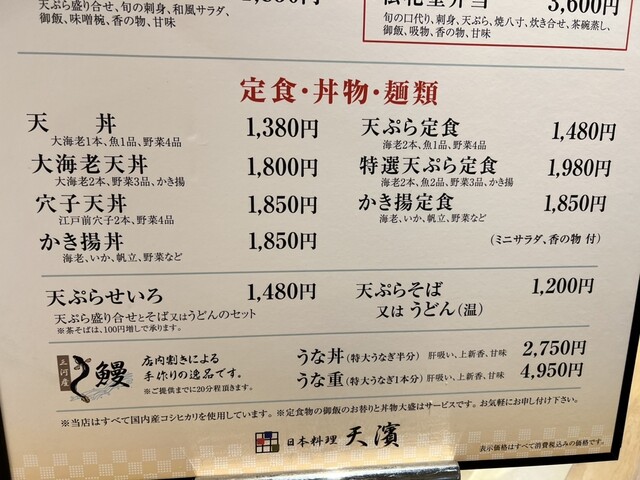 天ぷら盛り合せ、旬の刺身、和風サラダ、
御飯、味噌椀、香の物、甘味
3,600円
旬の口代り、刺身、天ぷら、焼八寸、炊き合せ、茶碗蒸し、
御飯、吸物、香の物、甘味
定食・丼物・麺類
天丼 1,380円
大海老1本、魚1品、野菜4品
大海老天丼 1,800円
大海老2本、野菜3品、かき揚
穴子天丼 1,850円
江戸前穴子2本、野菜4品
かき揚丼 1,850円
海老、いか、帆立、野菜など
天ぷら定食 1,480円
海老2本、魚1品、野菜4品
特選天ぷら定食 1,980円
海老2本、魚2品、野菜3品、かき揚
かき揚定食 1,850円
海老、いか、帆立、野菜など
(ミニサラダ、香の物 付)
天ぷらせいろ 1,480円
天ぷら盛り合せとそば又はうどんのセット
※茶そばは、100円増しで承ります。
天ぷらそば 1,200円
又は うどん(温)
三河産
鰻
店内割きによる
手作りの逸品です。
※ご提供までに20分程頂きます。
うな丼(特大うなぎ半分) 肝吸い、上新香、甘味 2,750円
うな重(特大うなぎ1本分) 肝吸い、上新香、甘味 4,950円
※当店はすべて国内産コシヒカリを使用しています。※定食物の御飯のお替りと丼物大盛はサービスです。お気軽にお申し付け下さい。
日本料理 天濱
表示価格はすべて消費税込みの価格です。